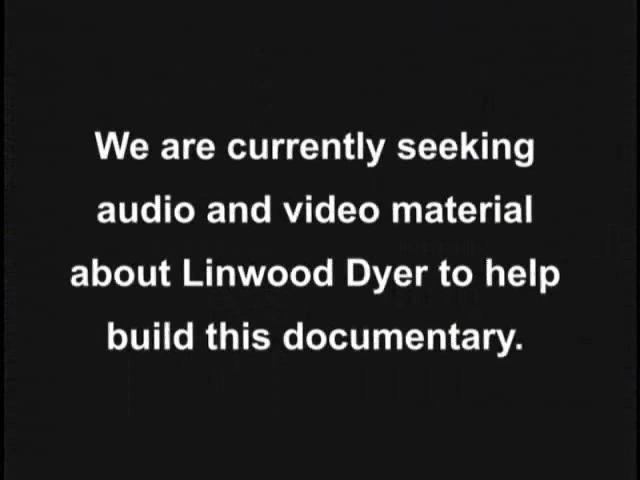 We are currently seeking
audio and video material
about Linwood Dyer to help
build this documentary.